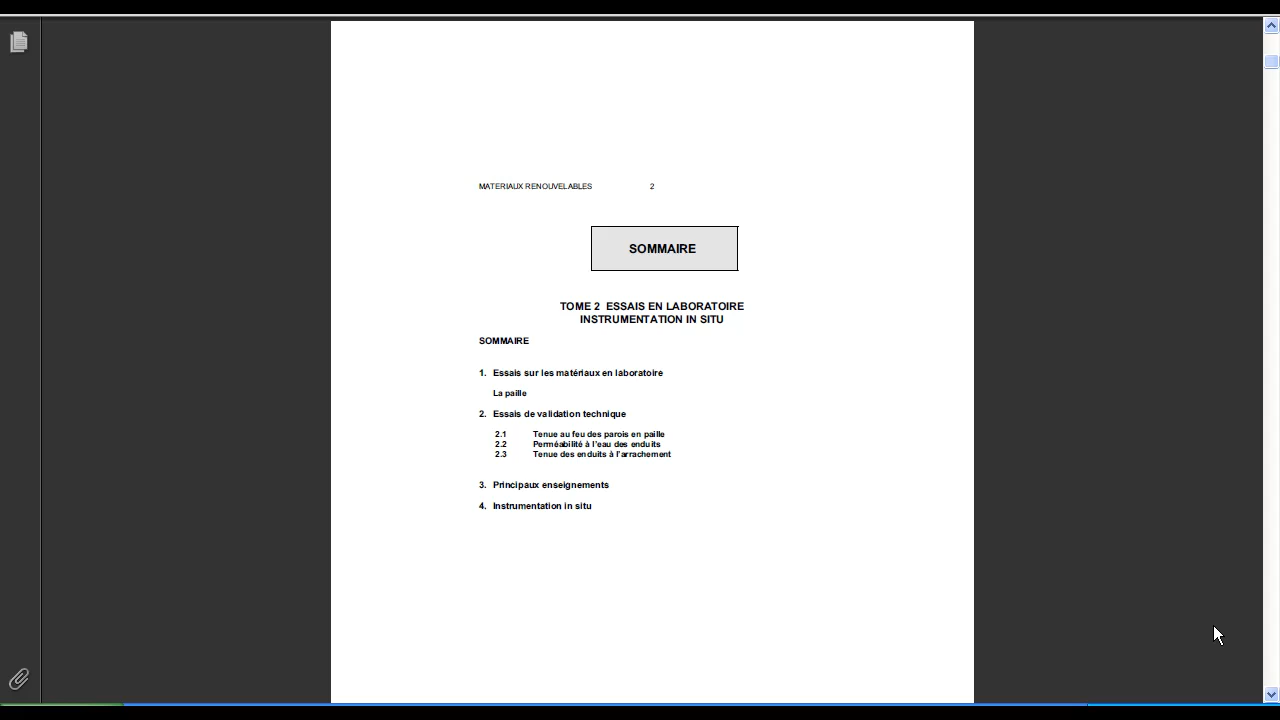 MATERIAUX RENOUVELABLES 2
SOMMAIRE
TOME 2 ESSAIS EN LABORATOIRE
INSTRUMENTATION IN SITU
SOMMAIRE
1. Essais sur les matériaux en laboratoire
La paille
2. Essais de validation technique
2.1 Tenue au feu des parois en paille
2.2 Perméabilité à l'eau des enduits
2.3 Tenue des enduits à l'arrachement
3. Principaux enseignements
4. Instrumentation in situ